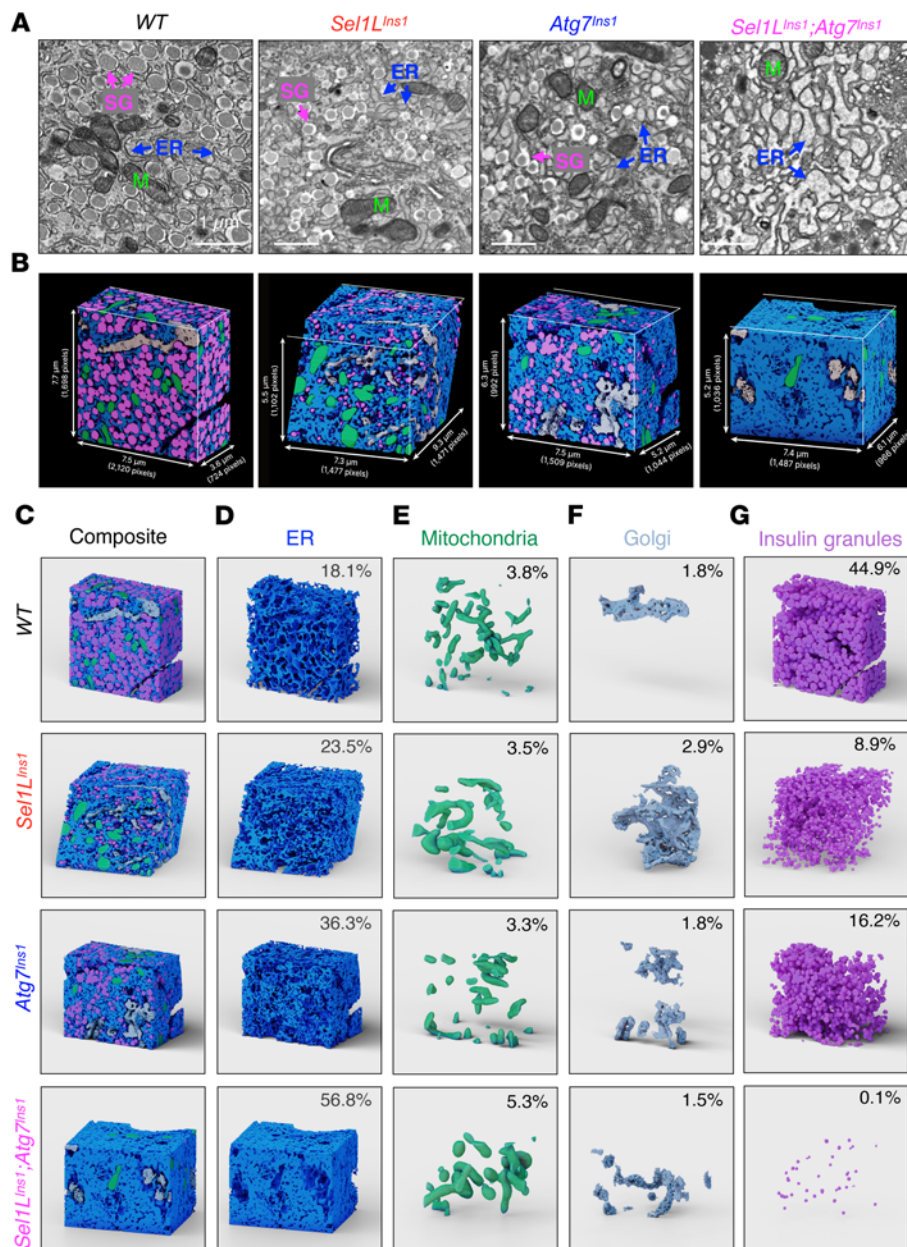 A
WT
Sel1L^Ins1
Atg7^Ins1
Sel1L^Ins1;Atg7^Ins1
SG
ER
M
1 µm
SG
ER
M
M
ER
SG
M
ER
B
7.7 µm
(1,698 pixels)
7.5 µm
(2,120 pixels)
3.6 µm
(724 pixels)
5.5 µm
(1,102 pixels)
7.3 µm
(1,477 pixels)
9.3 µm
(1,471 pixels)
6.3 µm
(992 pixels)
7.5 µm
(1,509 pixels)
5.2 µm
(1,044 pixels)
5.2 µm
(1,036 pixels)
7.4 µm
(1,487 pixels)
6.1 µm
(966 pixels)
C
Composite
D
ER
E
Mitochondria
F
Golgi
G
Insulin granules
WT
18.1%
3.8%
1.8%
44.9%
Sel1L^Ins1
23.5%
3.5%
2.9%
8.9%
Atg7^Ins1
36.3%
3.3%
1.8%
16.2%
Sel1L^Ins1;Atg7^Ins1
56.8%
5.3%
1.5%
0.1%